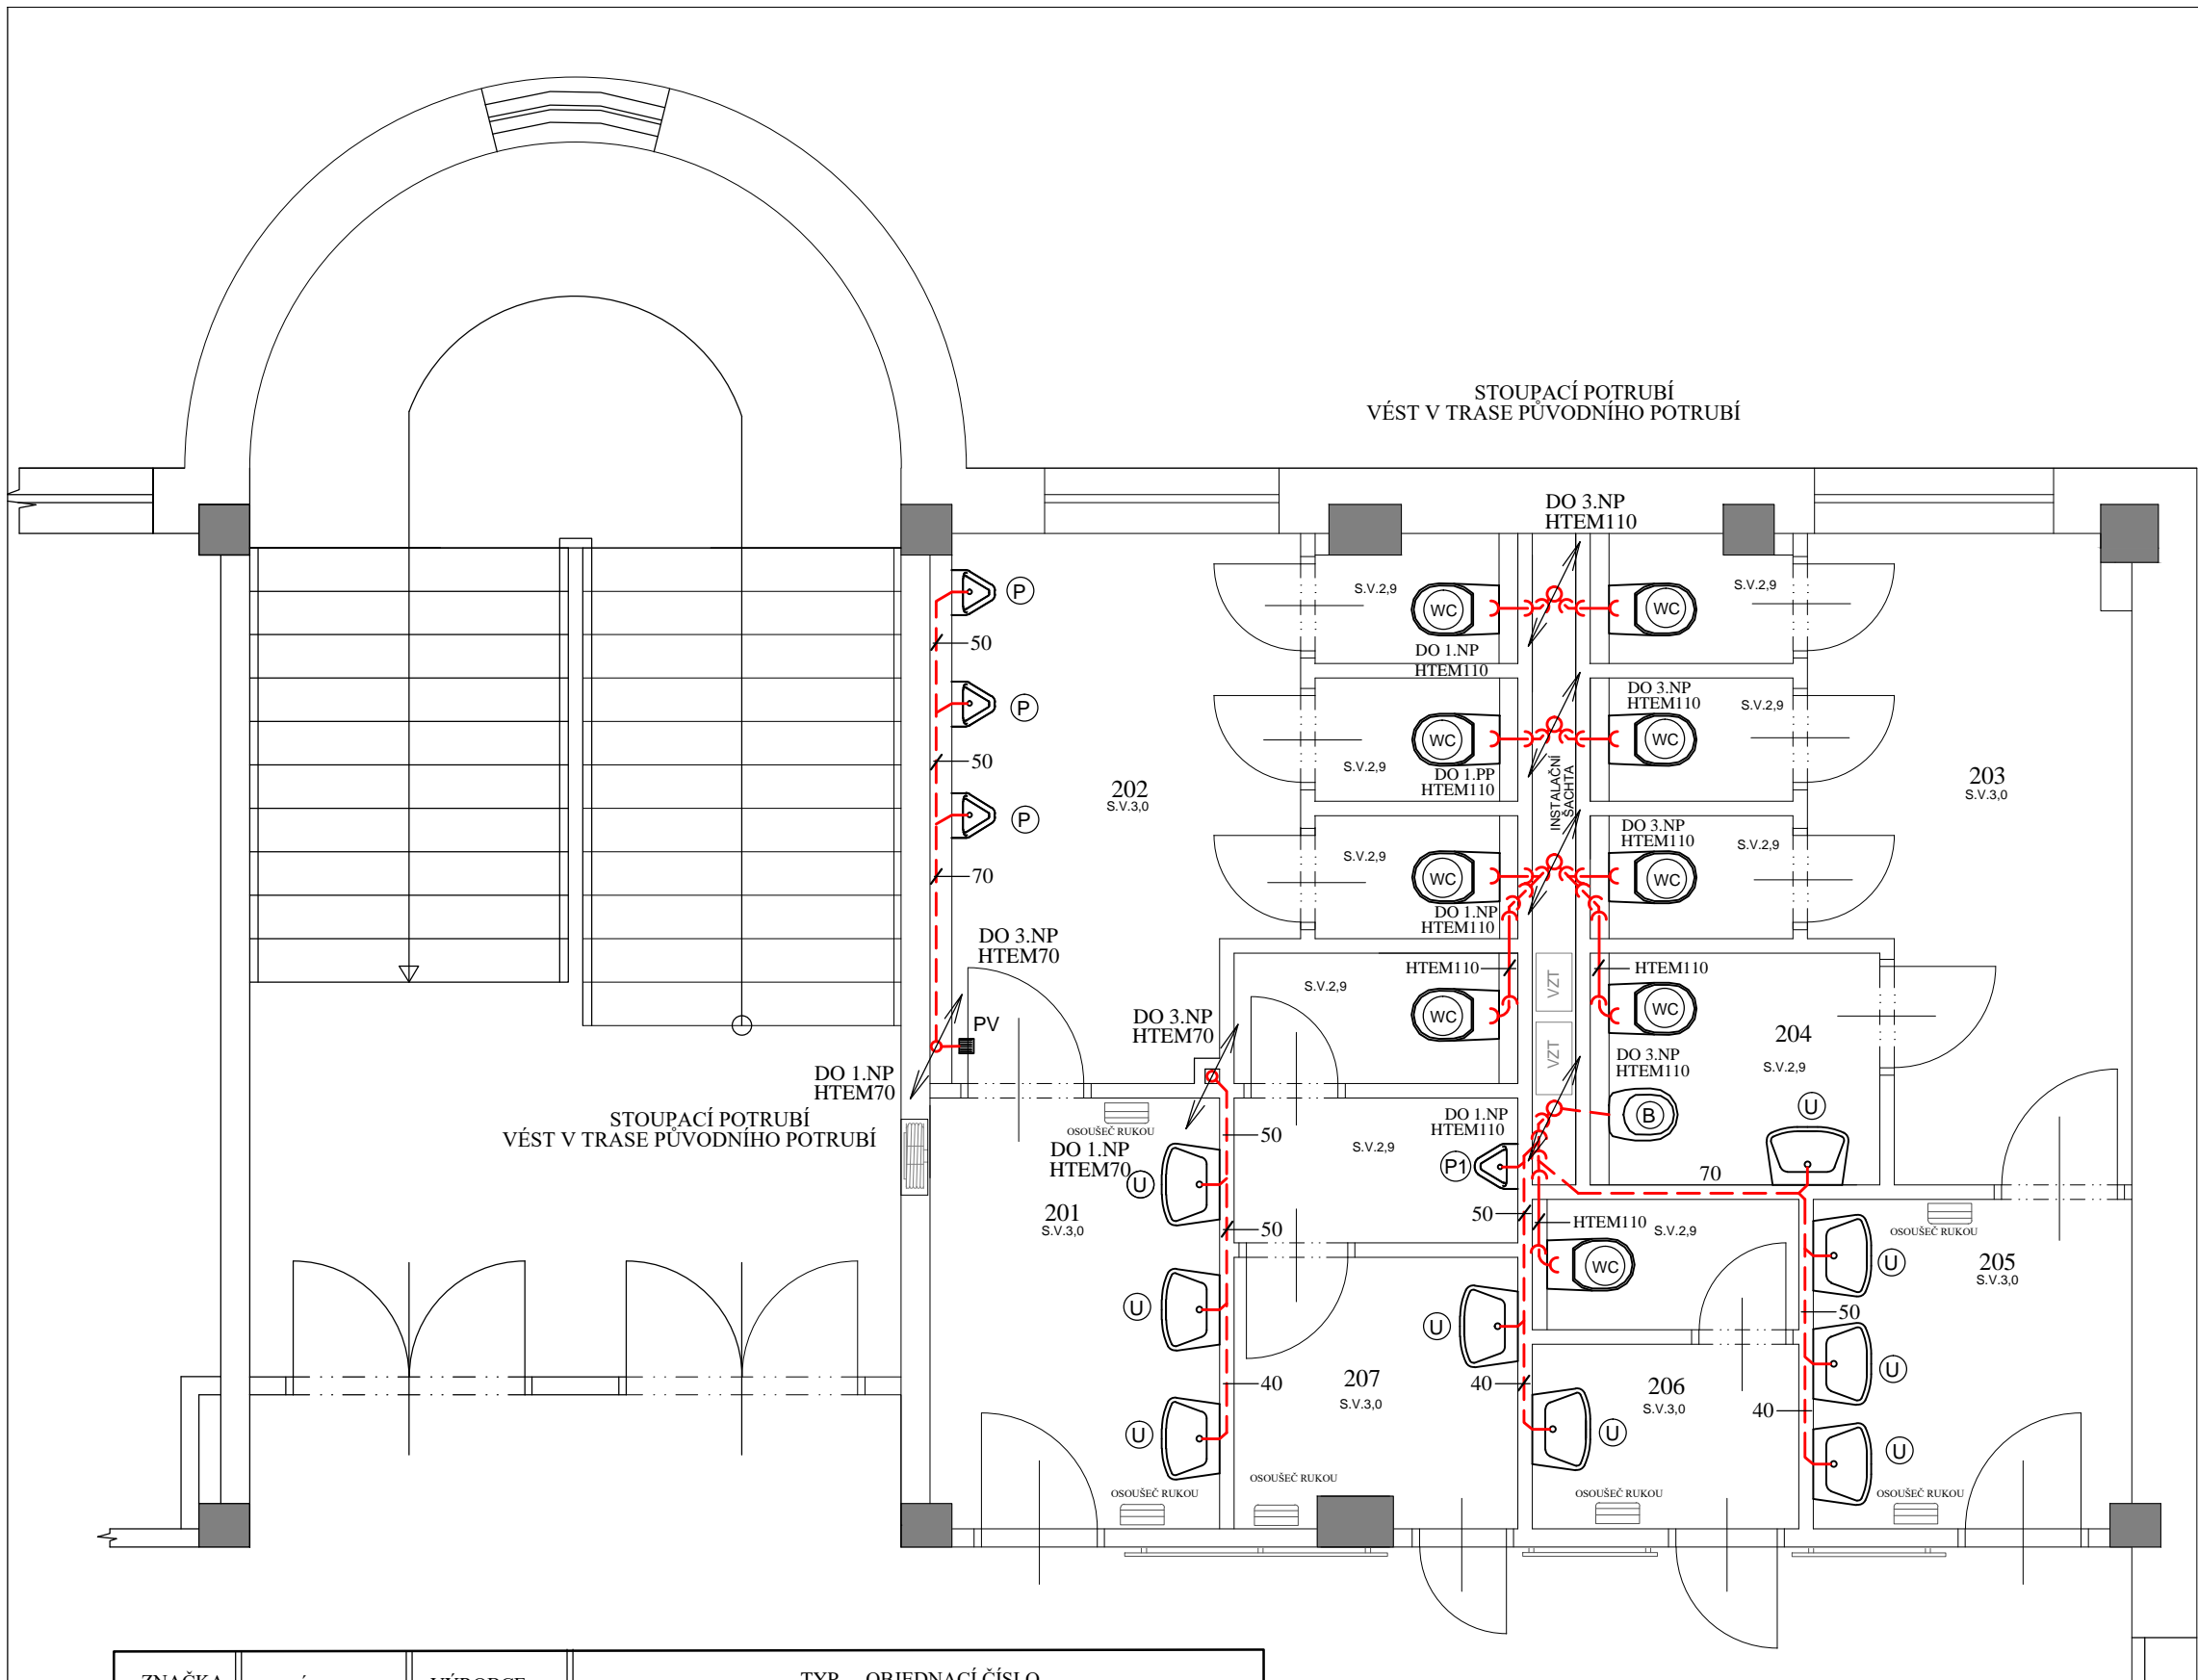 STOUPACÍ POTRUBÍ
VÉST V TRASE PŮVODNÍHO POTRUBÍ
DO 3.NP
HTEM110
S.V.2,9
WC
WC
S.V.2,9
P
50
DO 1.NP
HTEM110
P
DO 3.NP
HTEM110
S.V.2,9
WC
WC
50
S.V.2,9
DO 1.PP
HTEM110
INSTALAČNÍ
ŠACHTA
202
S.V.3,0
203
S.V.3,0
P
DO 3.NP
HTEM110
S.V.2,9
S.V.2,9
70
WC
WC
DO 1.NP
HTEM110
DO 3.NP
HTEM70
HTEM110
VZT
HTEM110
S.V.2,9
WC
WC
PV
DO 3.NP
HTEM70
VZT
204
S.V.2,9
DO 3.NP
HTEM110
DO 1.NP
HTEM70
STOUPACÍ POTRUBÍ
VÉST V TRASE PŮVODNÍHO POTRUBÍ
OSOUŠEČ RUKOU
DO 1.NP
HTEM70
50
DO 1.NP
HTEM110
B
U
S.V.2,9
P1
70
U
201
S.V.3,0
50
50
HTEM110
S.V.2,9
OSOUŠEČ RUKOU
WC
U
205
S.V.3,0
U
U
50
U
40
207
S.V.3,0
40
206
S.V.3,0
40
U
U
U
OSOUŠEČ RUKOU
OSOUŠEČ RUKOU
OSOUŠEČ RUKOU
OSOUŠEČ RUKOU
TYP - OBJEDNACÍ ČÍSLO